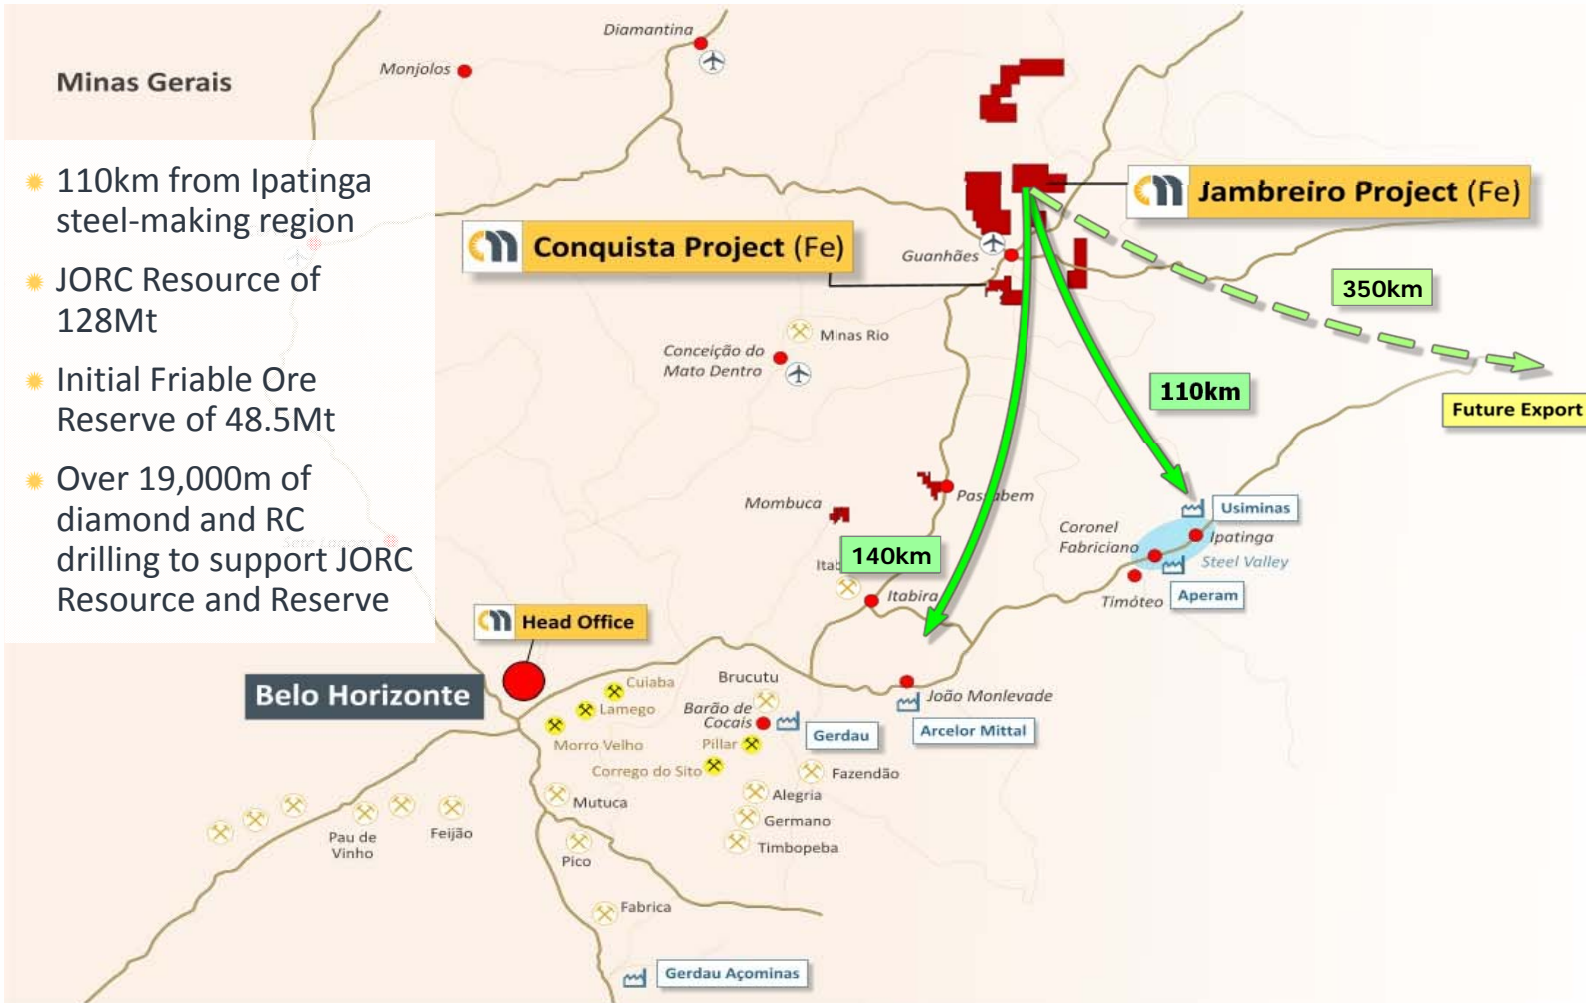 Minas Gerais
110km from Ipatinga
steel-making region
JORC Resource of
128Mt
Initial Friable Ore
Reserve of 48.5Mt
Over 19,000m of
diamond and RC
drilling to support JORC
Resource and Reserve
Diamantina
Monjolos
Jambreiro Project (Fe)
Conquista Project (Fe)
Guanhães
350km
Minas Rio
Conceição do
Mato Dentro
110km
Future Export
Mombuca
Usiminas
Coronel
Fabriciano
Ipatinga
Steel Valley
140km
Timóteo
Aperam
Itabira
Head Office
Belo Horizonte
Cuiaba
Lamego
Morro Velho
Brucutu
Barão de
Cocais
Gerdau
Pillar
Corrego do Sito
João Monlevade
Arcelor Mittal
Fazendão
Alegria
Germano
Timbopeba
Mutuca
Pau de
Vinho
Feijão
Pico
Fabrica
Gerdau Açominas